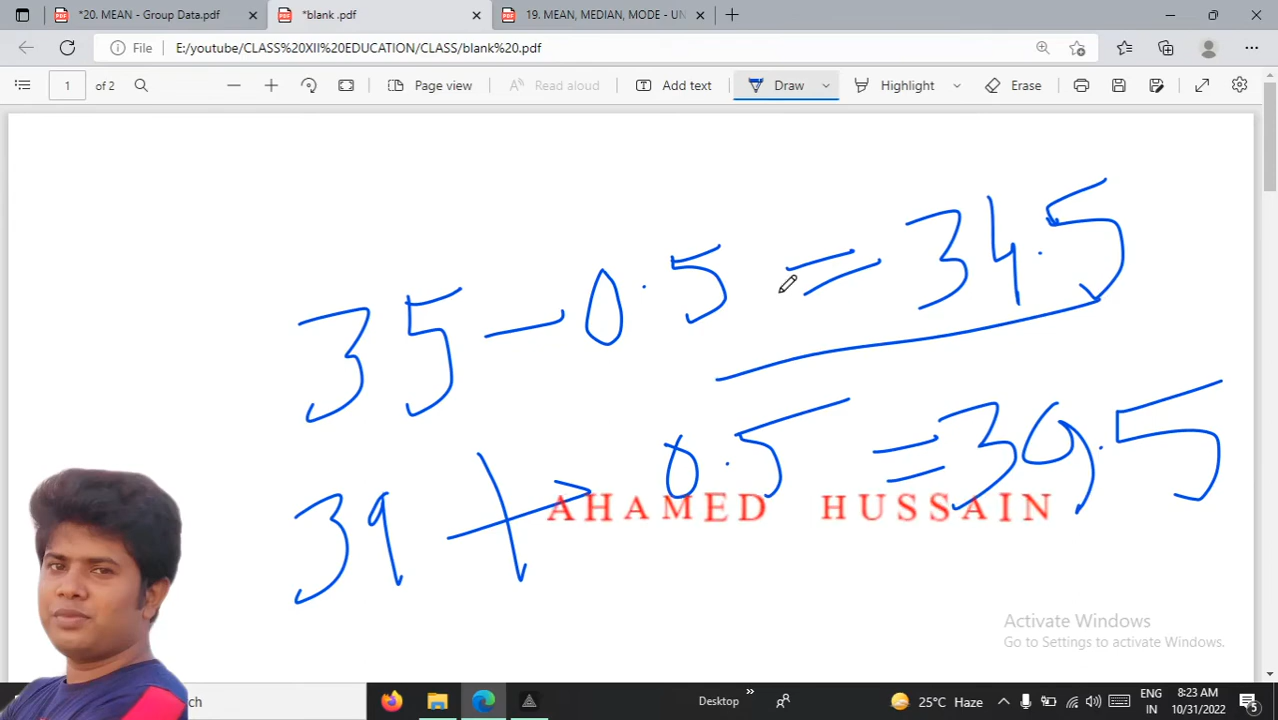 *20. MEAN - Group Data.pdf
*blank .pdf
19. MEAN, MEDIAN, MODE - UN
File E:/youtube/CLASS%20XII%20EDUCATION/CLASS/blank%20.pdf
1 of 2 Page view Read aloud Add text Draw Highlight Erase
35 - 0.5 = 34.5
39 + 0.5 = 39.5
AHAMED HUSSAIN
Activate Windows
Go to Settings to activate Windows.
rch Desktop 25°C Haze ENG 8:23 AM
IN 10/31/2022 5